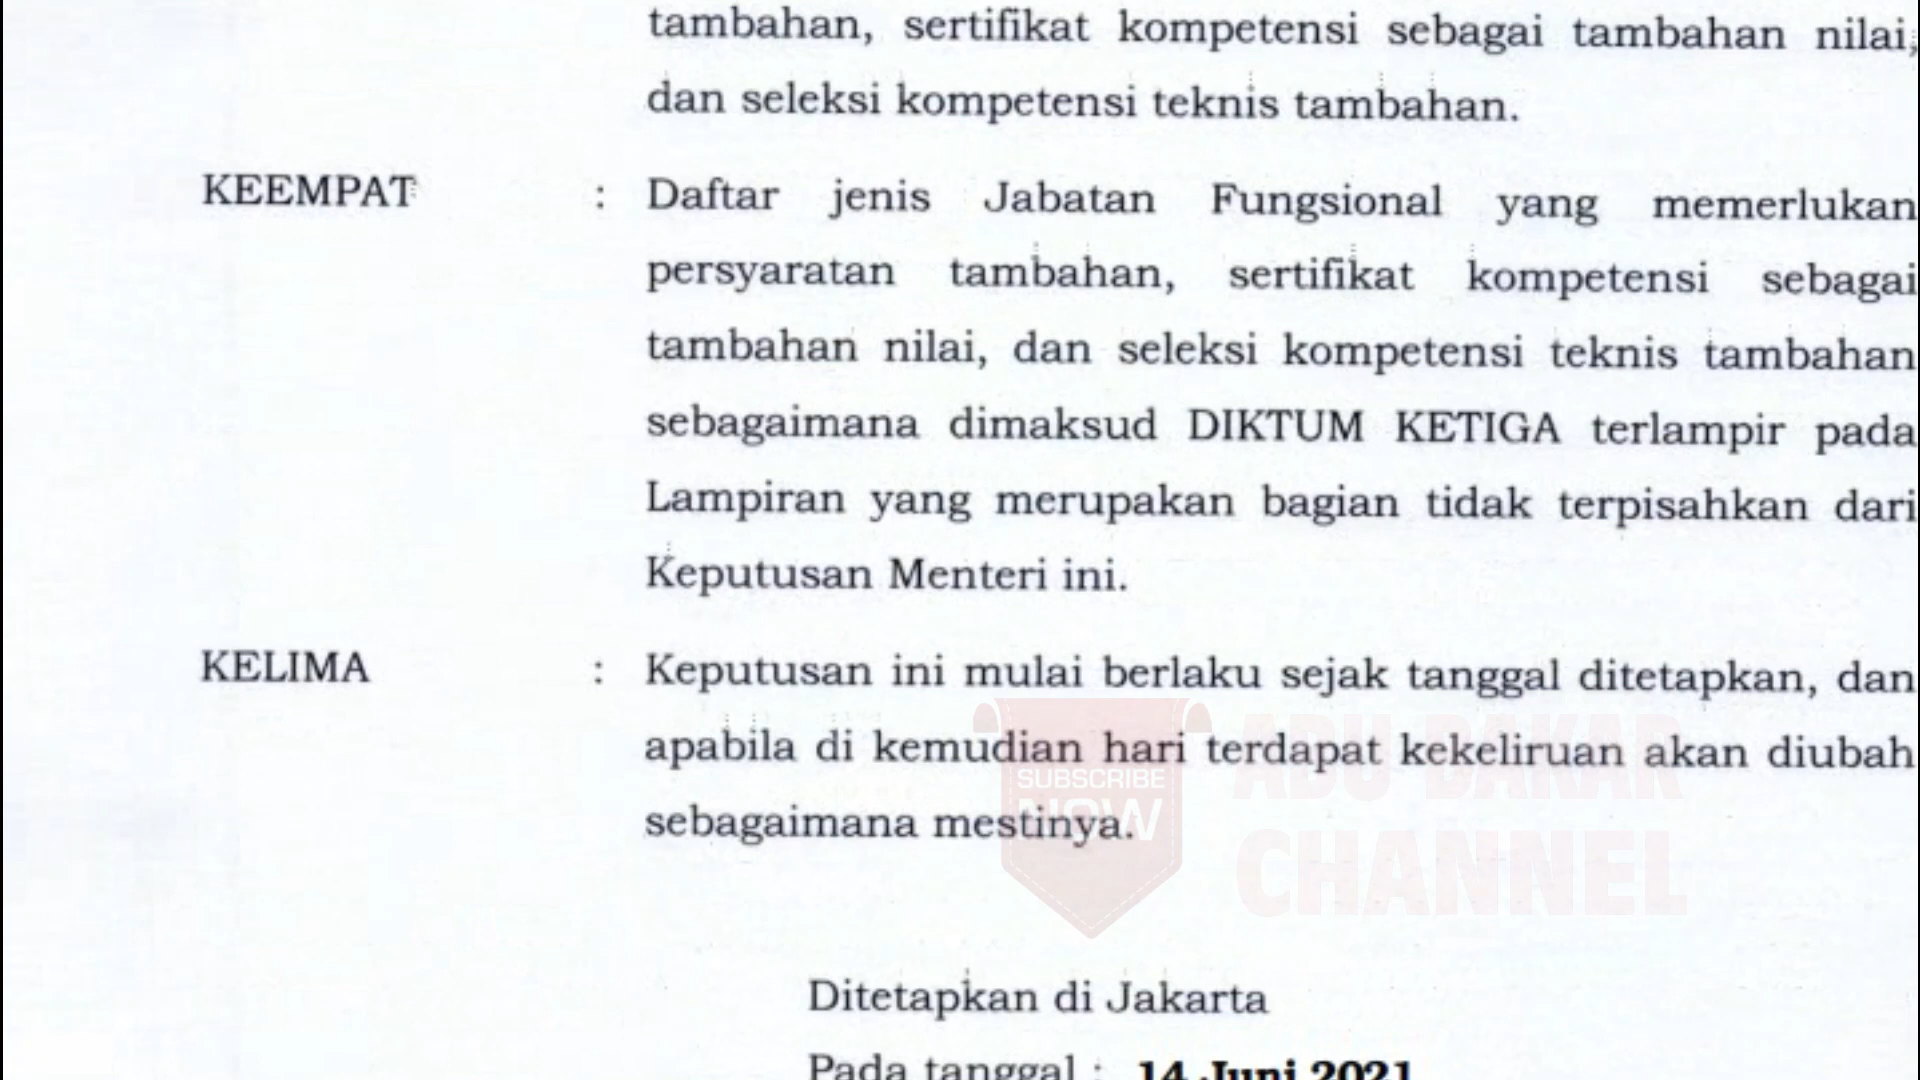 tambahan, sertifikat kompetensi sebagai tambahan nilai,
dan seleksi kompetensi teknis tambahan.
KEEMPAT : Daftar jenis Jabatan Fungsional yang memerlukan
persyaratan tambahan, sertifikat kompetensi sebagai
tambahan nilai, dan seleksi kompetensi teknis tambahan
sebagaimana dimaksud DIKTUM KETIGA terlampir pada
Lampiran yang merupakan bagian tidak terpisahkan dari
Keputusan Menteri ini.
KELIMA : Keputusan ini mulai berlaku sejak tanggal ditetapkan, dan
apabila di kemudian hari terdapat kekeliruan akan diubah
sebagaimana mestinya.
SUBSCRIBE
NOW
ABU BAKAR
CHANNEL
Ditetapkan di Jakarta
Pada tanggal : 14 Juni 2021